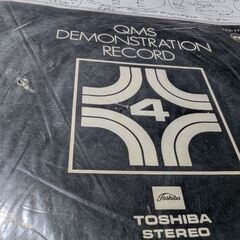 QMS
DEMONSTRATION
RECORD
4
Toshiba
TOSHIBA
STEREO